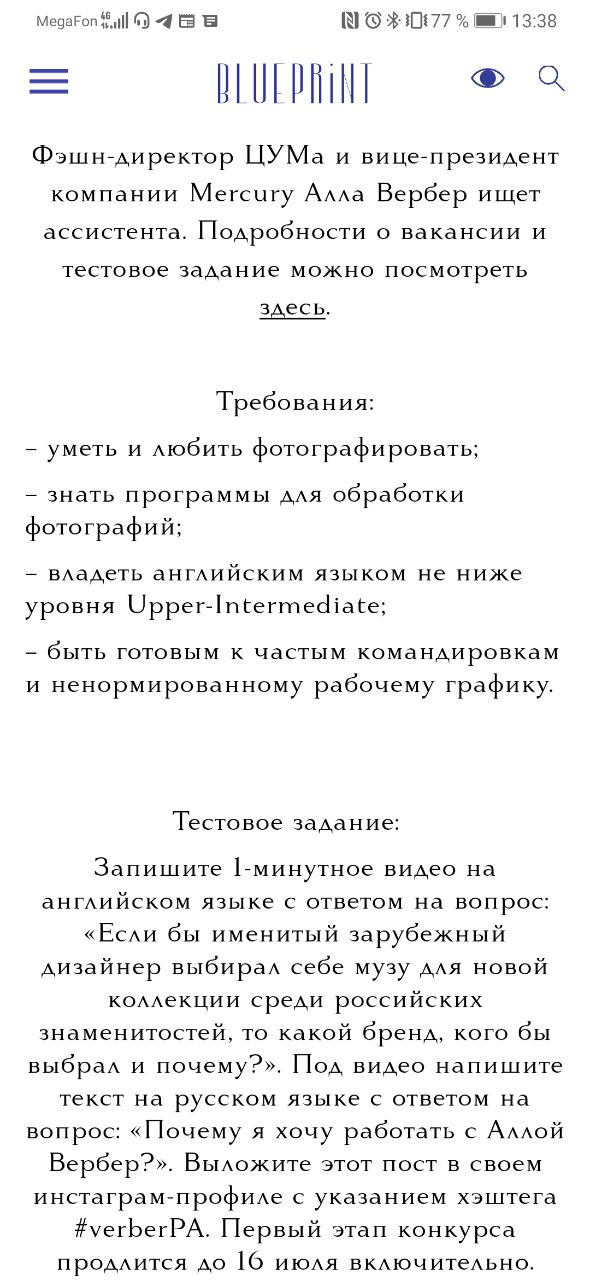 MegaFon 4G 77 % 13:38
BLUEPRiNT
Фэшн-директор ЦУМа и вице-президент
компании Mercury Алла Вербер ищет
ассистента. Подробности о вакансии и
тестовое задание можно посмотреть
здесь.
Требования:
– уметь и любить фотографировать;
– знать программы для обработки
фотографий;
– владеть английским языком не ниже
уровня Upper-Intermediate;
– быть готовым к частым командировкам
и ненормированному рабочему графику.
Тестовое задание:
Запишите 1-минутное видео на
английском языке с ответом на вопрос:
«Если бы именитый зарубежный
дизайнер выбирал себе музу для новой
коллекции среди российских
знаменитостей, то какой бренд, кого бы
выбрал и почему?». Под видео напишите
текст на русском языке с ответом на
вопрос: «Почему я хочу работать с Аллой
Вербер?». Выложите этот пост в своем
инстаграм-профиле с указанием хэштега
#verberPA. Первый этап конкурса
продлится до 16 июля включительно.